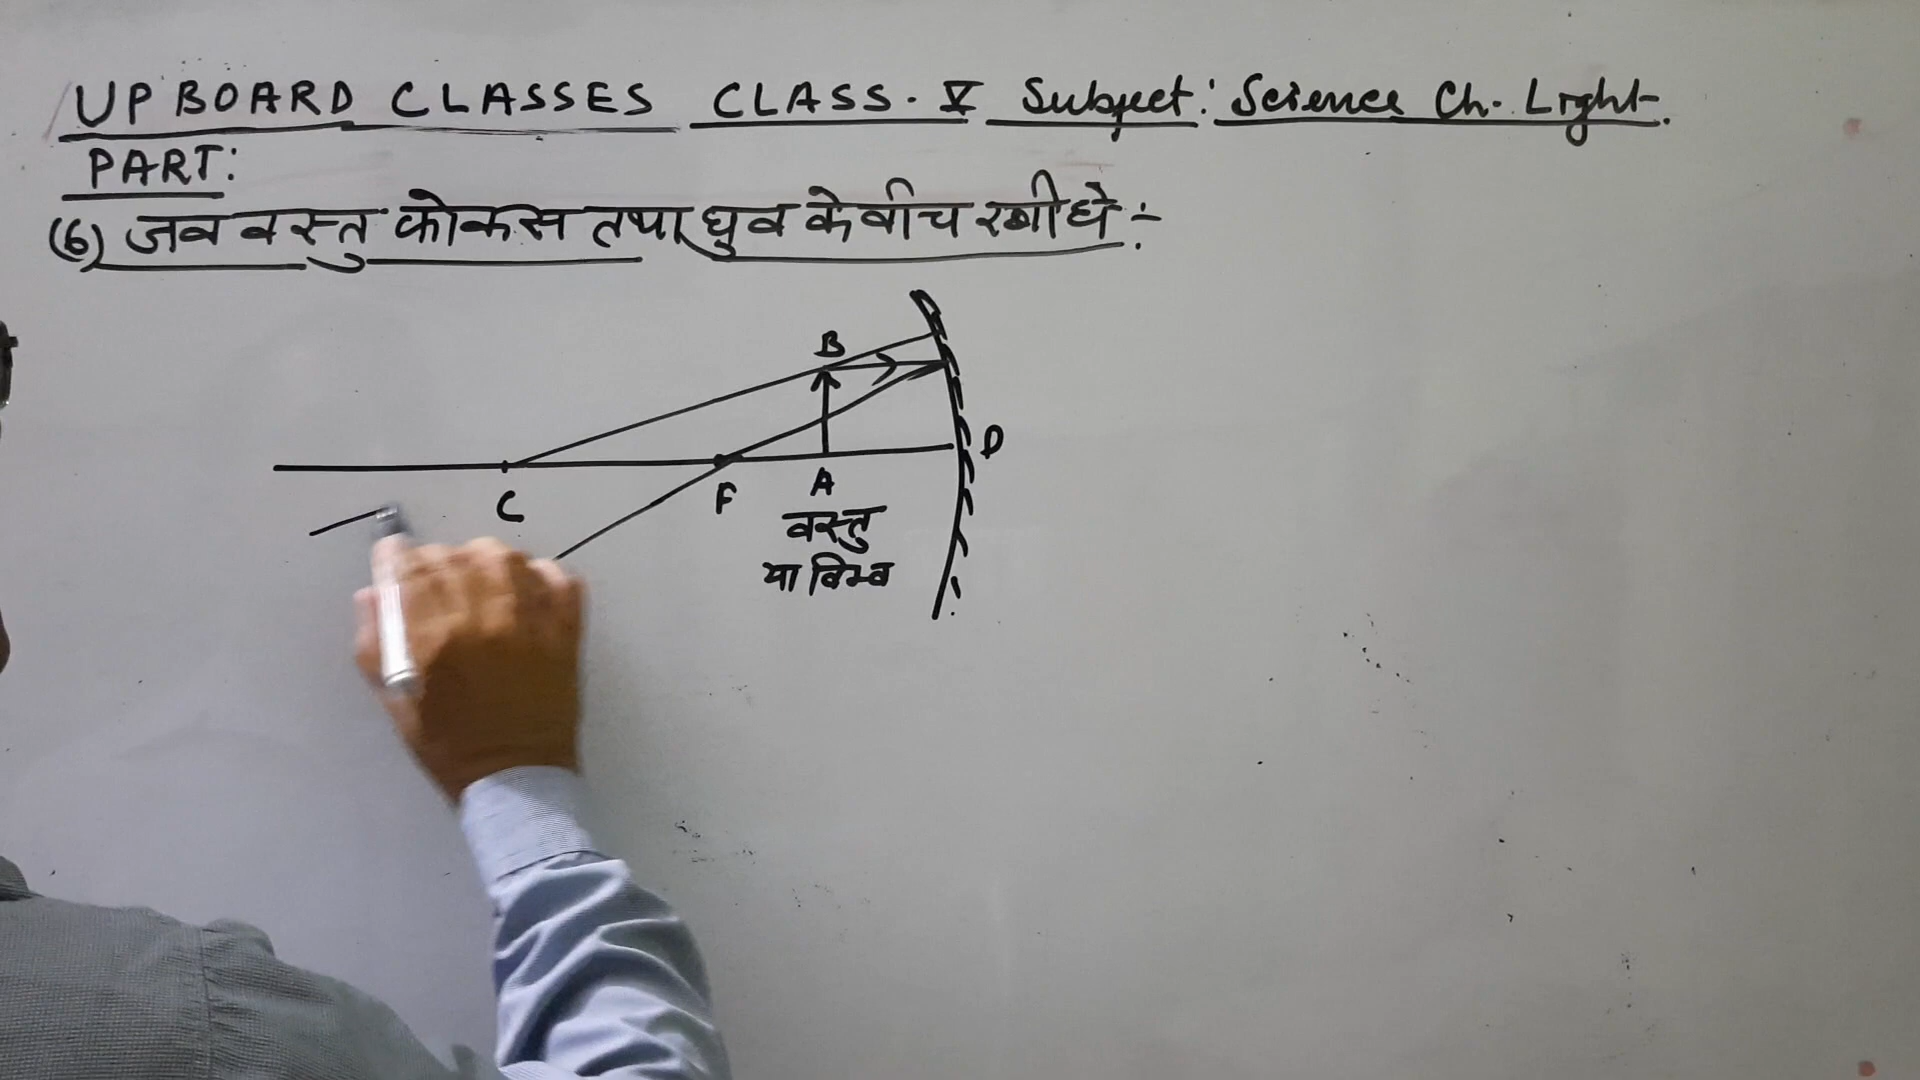 UP BOARD CLASSES CLASS. X Subject: Science Ch. Light.
PART:
(6) जब वस्तु फोकस तथा ध्रुव के बीच रखी है :-
B
P
C
F
A
वस्तु
या बिम्ब